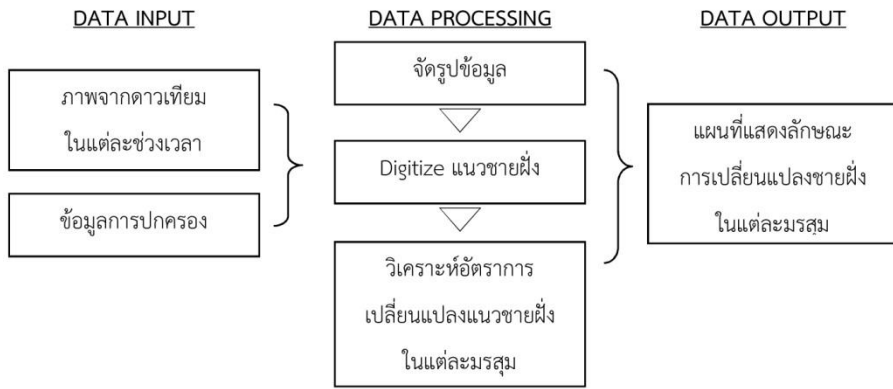 DATA INPUT
DATA PROCESSING
DATA OUTPUT
ภาพจากดาวเทียม
ในแต่ละช่วงเวลา
ข้อมูลการปกครอง
จัดรูปข้อมูล
Digitize แนวชายฝั่ง
วิเคราะห์อัตราการ
เปลี่ยนแปลงแนวชายฝั่ง
ในแต่ละมรสุม
แผนที่แสดงลักษณะ
การเปลี่ยนแปลงชายฝั่ง
ในแต่ละมรสุม